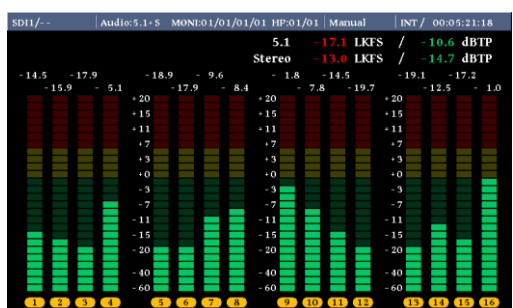 SDI1/-- Audio:5.1+S MONI:01/01/01/01 HP:01/01 Manual INT/ 00:05:21:18
5.1 -17.1 LKFS / -10.6 dBTP
Stereo -13.0 LKFS / -14.7 dBTP
-14.5 -17.9 -18.9 - 9.6 - 1.8 -14.5 -19.1 -17.2
-15.9 - 5.1 -17.9 - 8.4 - 7.8 -19.7 -12.5 - 1.0
+20 +20 +20
+15 +15 +15
+11 +11 +11
+7 +7 +7
+3 +3 +3
+0 +0 +0
-3 -3 -3
-7 -7 -7
-11 -11 -11
-15 -15 -15
-20 -20 -20
-40 -40 -40
-60 -60 -60
1 2 3 4 5 6 7 8 9 10 11 12 13 14 15 16